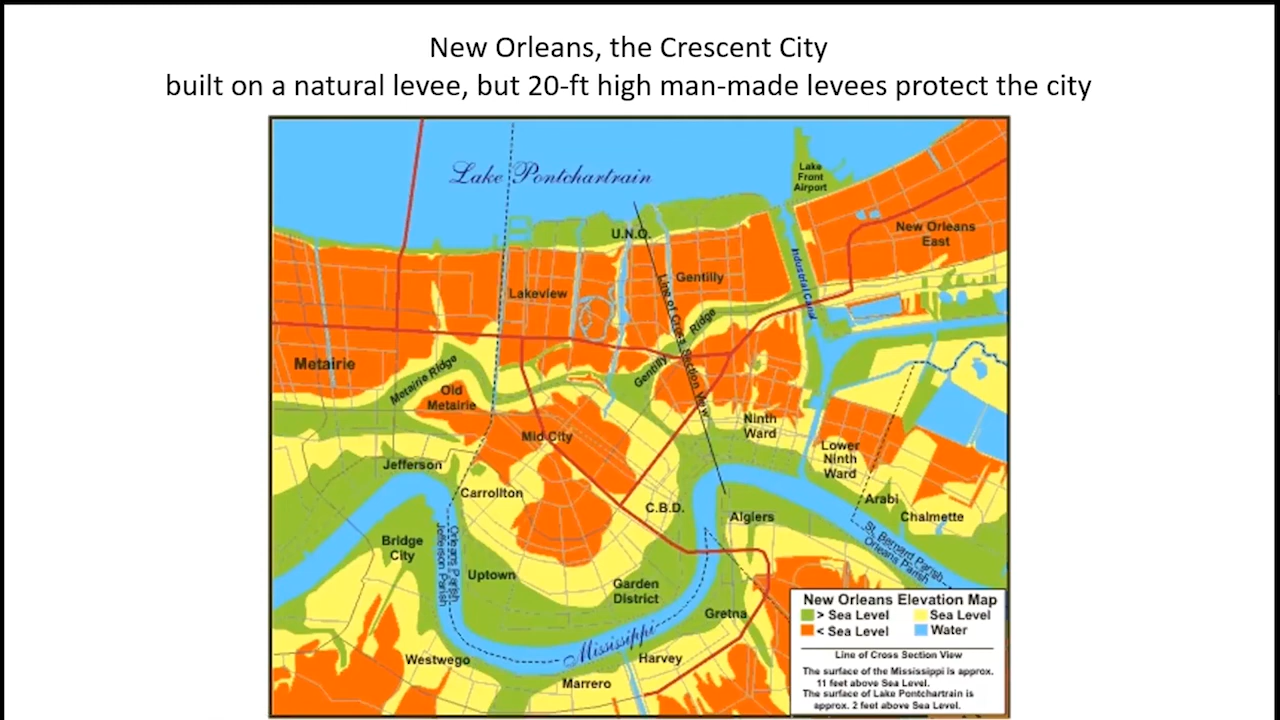 New Orleans, the Crescent City
built on a natural levee, but 20-ft high man-made levees protect the city
Lake Pontchartrain
Lake
Front
Airport
New Orleans
East
U.N.O.
Industrial Canal
Gentilly
Lakeview
Line of Cross Section View
Gentilly Ridge
Metairie
Metairie Ridge
Old
Metairie
Mid City
Ninth
Ward
Lower
Ninth
Ward
Jefferson
Carrollton
C.B.D.
Algiers
Arabi
Chalmette
Bridge
City
Orleans Parish
Jefferson Parish
St. Bernard Parish
Orleans Parish
Uptown
Garden
District
Gretna
Mississippi
Westwego
Harvey
Marrero
New Orleans Elevation Map
> Sea Level
Sea Level
< Sea Level
Water
Line of Cross Section View
The surface of the Mississippi is approx.
11 feet above Sea Level.
The surface of Lake Pontchartrain is
approx. 2 feet above Sea Level.